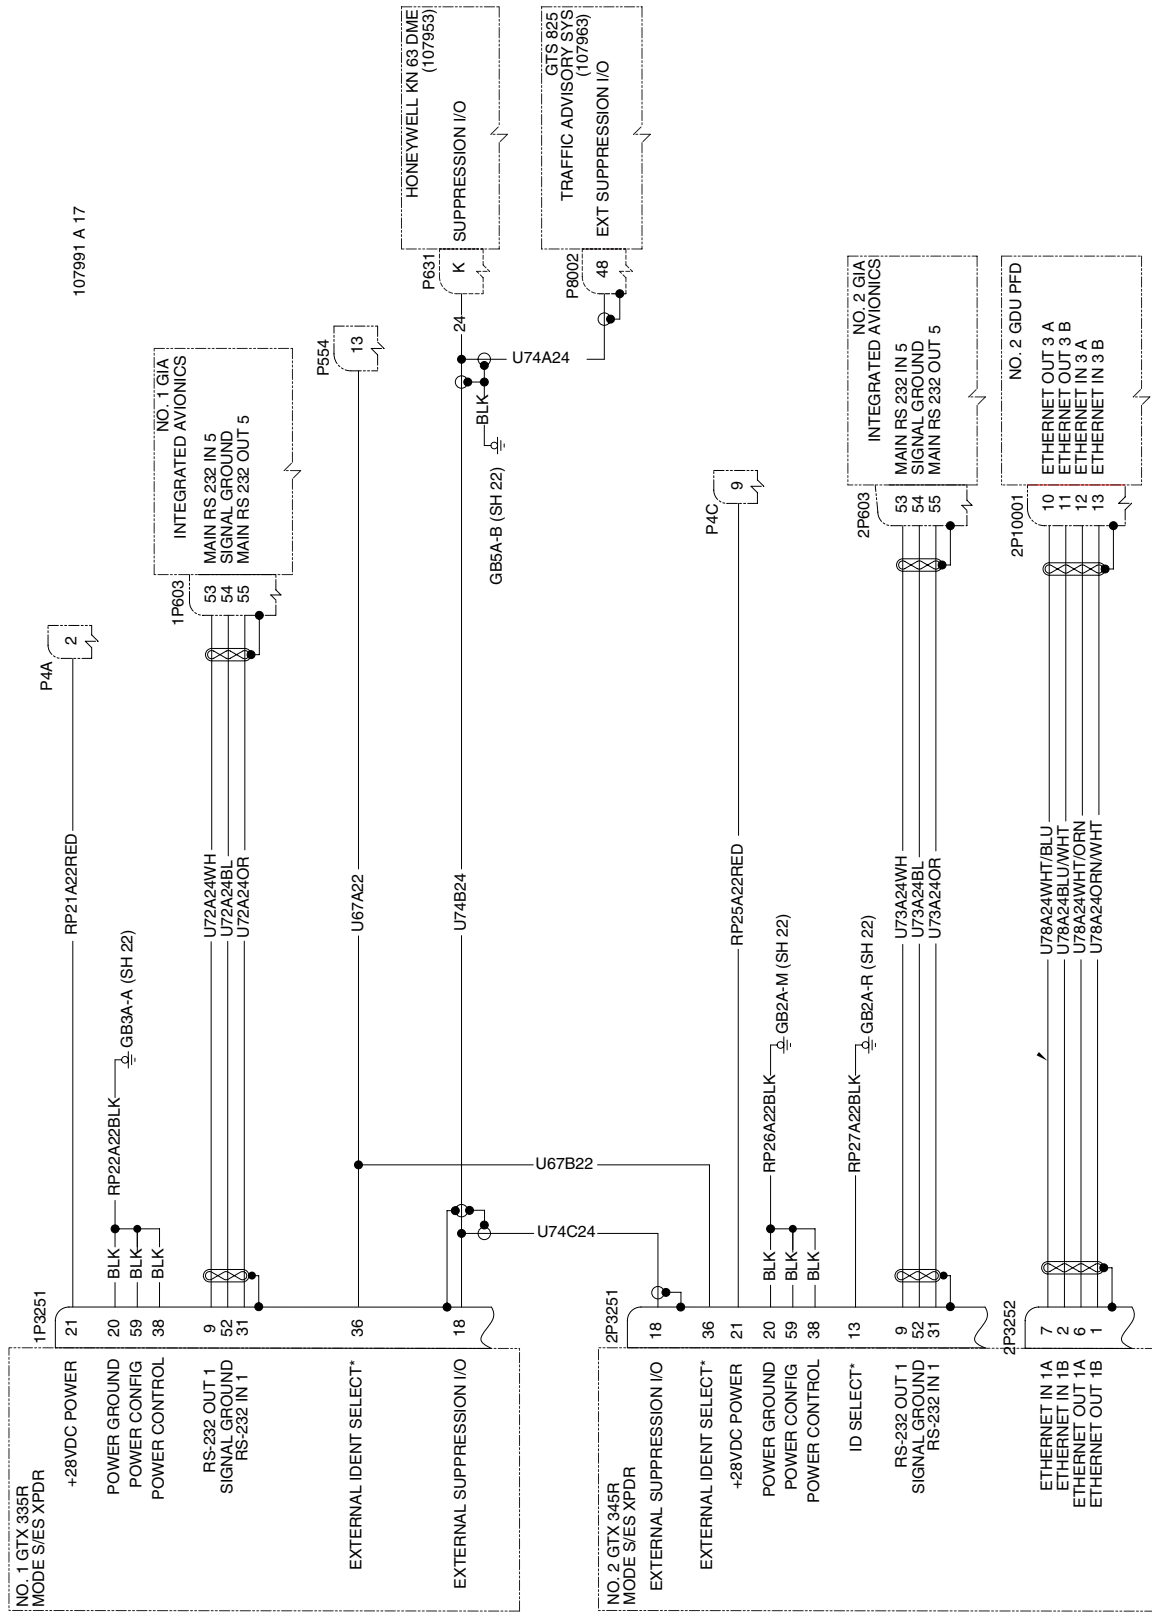 107991 A 17
NO. 1 GTX 335R
MODE S/ES XPDR
1P3251
+28VDC POWER
21
RP21A22RED
P4A
2
POWER GROUND
20
BLK
RP22A22BLK
GB3A-A (SH 22)
POWER CONFIG
59
BLK
POWER CONTROL
38
BLK
RS-232 OUT 1
9
U72A24WH
53
MAIN RS 232 IN 5
SIGNAL GROUND
52
U72A24BL
54
SIGNAL GROUND
RS-232 IN 1
31
U72A24OR
55
MAIN RS 232 OUT 5
1P603
NO. 1 GIA
INTEGRATED AVIONICS
EXTERNAL IDENT SELECT*
36
U67A22
P554
13
EXTERNAL SUPPRESSION I/O
18
U74B24
24
P631
K
SUPPRESSION I/O
HONEYWELL KN 63 DME
(107953)
BLK
GB5A-B (SH 22)
U74A24
P8002
48
EXT SUPPRESSION I/O
GTS 825
TRAFFIC ADVISORY SYS
(107963)
U67B22
U74C24
NO. 2 GTX 345R
MODE S/ES XPDR
2P3251
EXTERNAL SUPPRESSION I/O
18
EXTERNAL IDENT SELECT*
36
+28VDC POWER
21
RP25A22RED
P4C
9
POWER GROUND
20
BLK
RP26A22BLK
GB2A-M (SH 22)
POWER CONFIG
59
BLK
POWER CONTROL
38
BLK
ID SELECT*
13
RP27A22BLK
GB2A-R (SH 22)
RS-232 OUT 1
9
U73A24WH
53
MAIN RS 232 IN 5
SIGNAL GROUND
52
U73A24BL
54
SIGNAL GROUND
RS-232 IN 1
31
U73A24OR
55
MAIN RS 232 OUT 5
2P603
NO. 2 GIA
INTEGRATED AVIONICS
2P3252
ETHERNET IN 1A
7
U78A24WHT/BLU
10
ETHERNET OUT 3 A
ETHERNET IN 1B
2
U78A24BLU/WHT
11
ETHERNET OUT 3 B
ETHERNET OUT 1A
6
U78A24WHT/ORN
12
ETHERNET IN 3 A
ETHERNET OUT 1B
1
U78A24ORN/WHT
13
ETHERNET IN 3 B
2P10001
NO. 2 GDU PFD